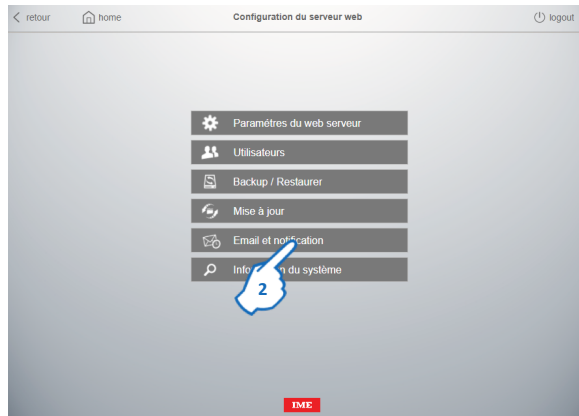 retour
home
Configuration du serveur web
logout
Paramétres du web serveur
Utilisateurs
Backup / Restaurer
Mise à jour
Email et notification
du système
2
IME